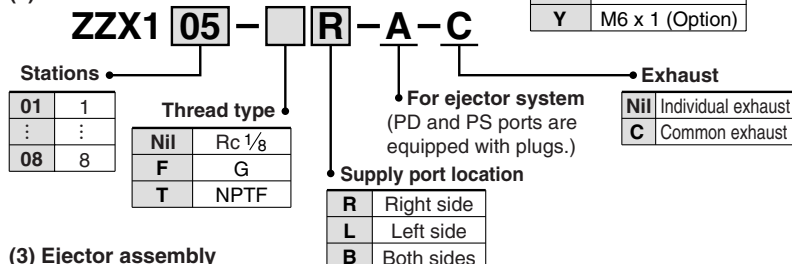 Y M6 x 1 (Option)
ZZX1 05 – R – A – C
Stations
01 1
⋮ ⋮
08 8
Thread type
Nil Rc 1⁄8
F G
T NPTF
For ejector system
(PD and PS ports are
equipped with plugs.)
Exhaust
Nil Individual exhaust
C Common exhaust
Supply port location
R Right side
L Left side
B Both sides
(3) Ejector assembly